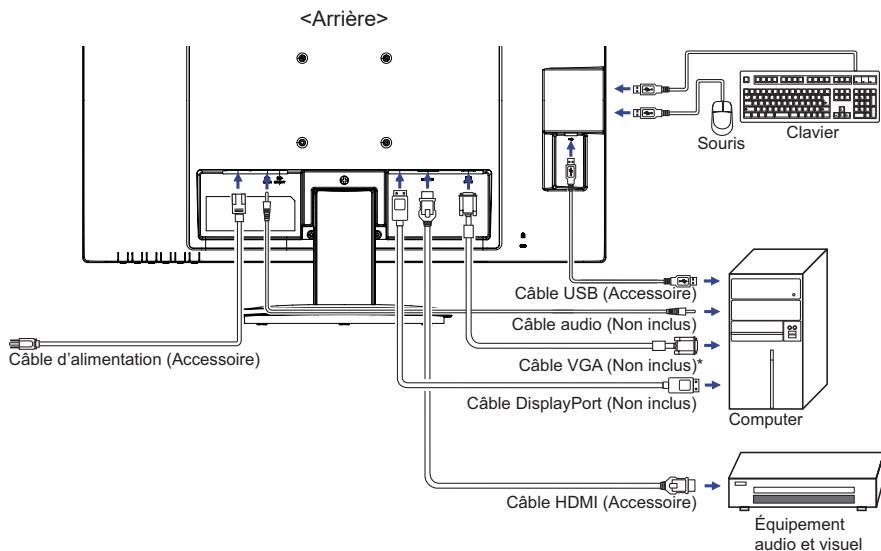 <Arrière>
Souris
Clavier
Câble USB (Accessoire)
Câble audio (Non inclus)
Câble d'alimentation (Accessoire)
Câble VGA (Non inclus)*
Câble DisplayPort (Non inclus)
Computer
Câble HDMI (Accessoire)
Équipement
audio et visuel